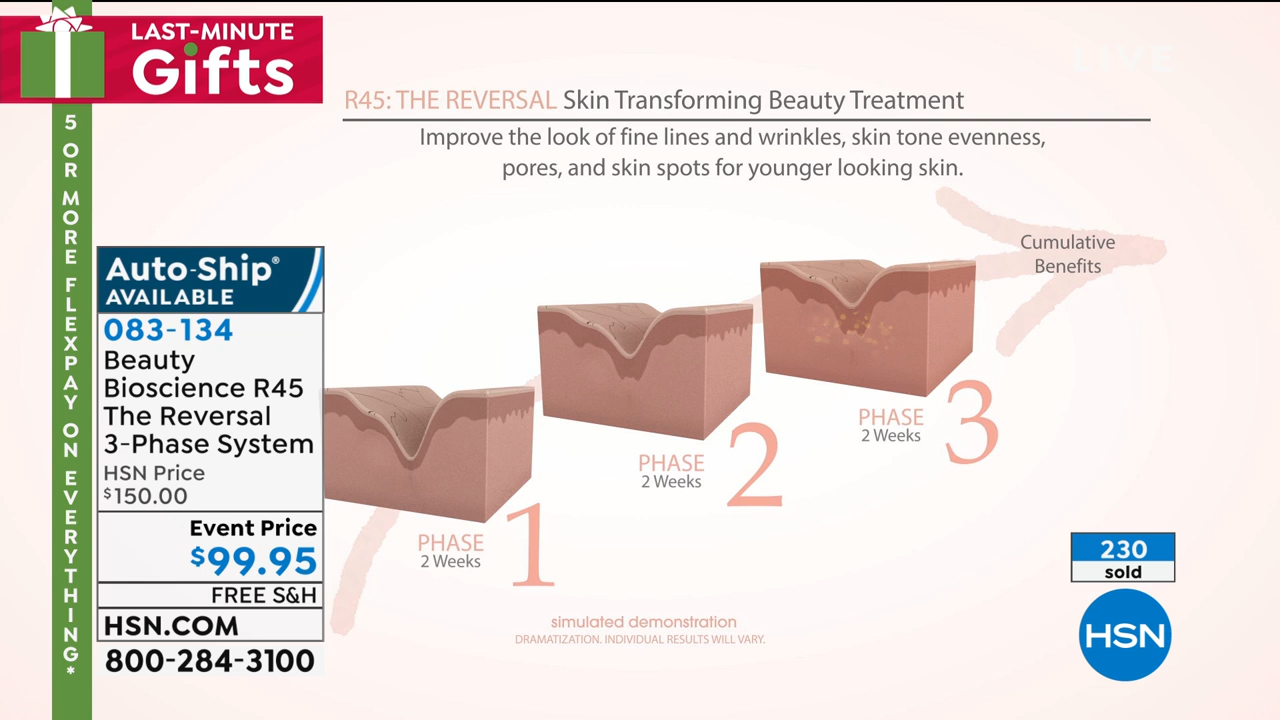 LAST-MINUTE
Gifts
5 OR MORE FLEXPAY ON EVERYTHING*
LIVE
R45: THE REVERSAL Skin Transforming Beauty Treatment
Improve the look of fine lines and wrinkles, skin tone evenness,
pores, and skin spots for younger looking skin.
Cumulative
Benefits
Auto-Ship®
AVAILABLE
083-134
Beauty
Bioscience R45
The Reversal
3-Phase System
HSN Price
$150.00
Event Price
$99.95
FREE S&H
HSN.COM
800-284-3100
PHASE 1
2 Weeks
PHASE 2
2 Weeks
PHASE 3
2 Weeks
simulated demonstration
DRAMATIZATION. INDIVIDUAL RESULTS WILL VARY.
230
sold
HSN